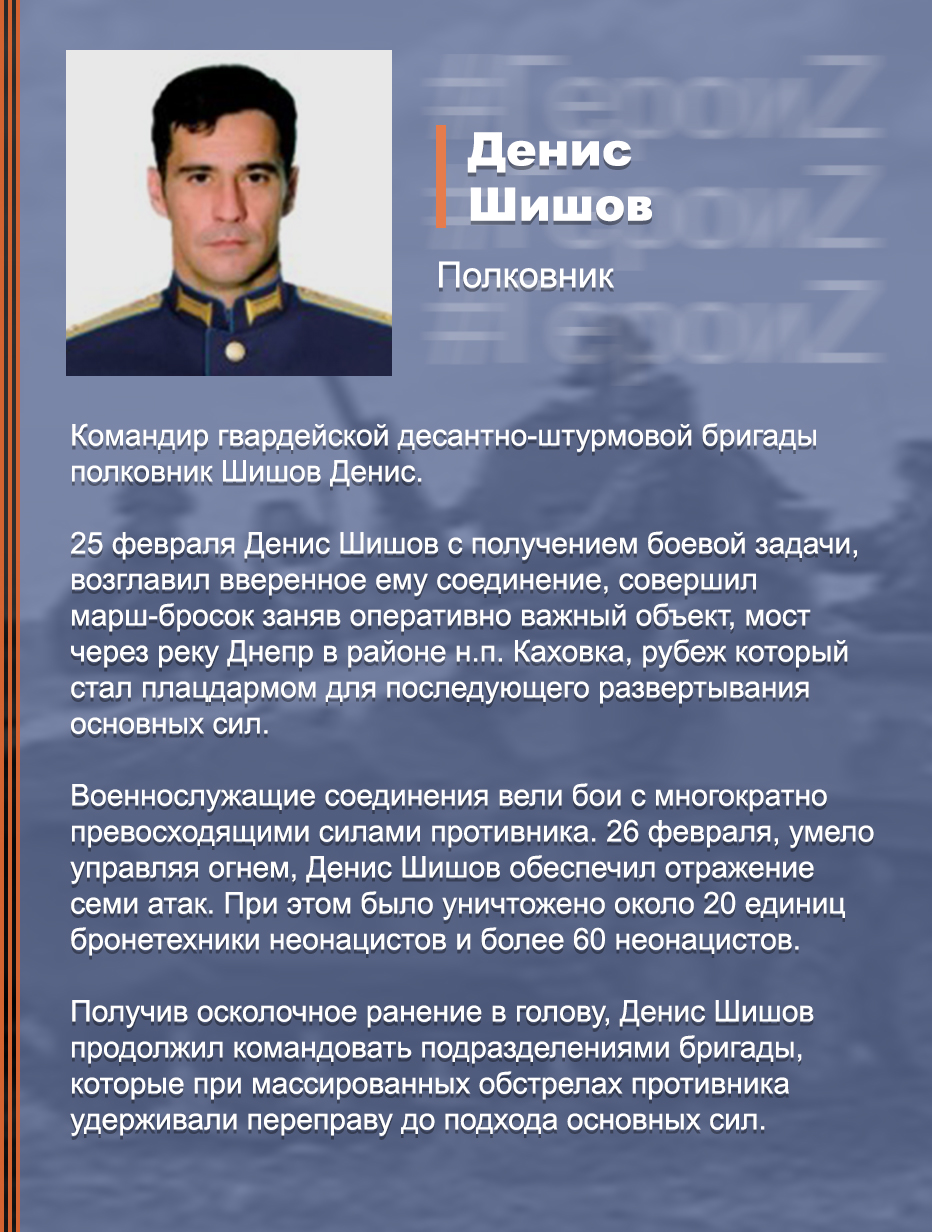 #ГероиZ
Денис
#ГероиZ
Шишов
Полковник
#ГероиZ
Командир гвардейской десантно-штурмовой бригады
полковник Шишов Денис.
25 февраля Денис Шишов с получением боевой задачи,
возглавил вверенное ему соединение, совершил
марш-бросок заняв оперативно важный объект, мост
через реку Днепр в районе н.п. Каховка, рубеж который
стал плацдармом для последующего развертывания
основных сил.
Военнослужащие соединения вели бои с многократно
превосходящими силами противника. 26 февраля, умело
управляя огнем, Денис Шишов обеспечил отражение
семи атак. При этом было уничтожено около 20 единиц
бронетехники неонацистов и более 60 неонацистов.
Получив осколочное ранение в голову, Денис Шишов
продолжил командовать подразделениями бригады,
которые при массированных обстрелах противника
удерживали переправу до подхода основных сил.